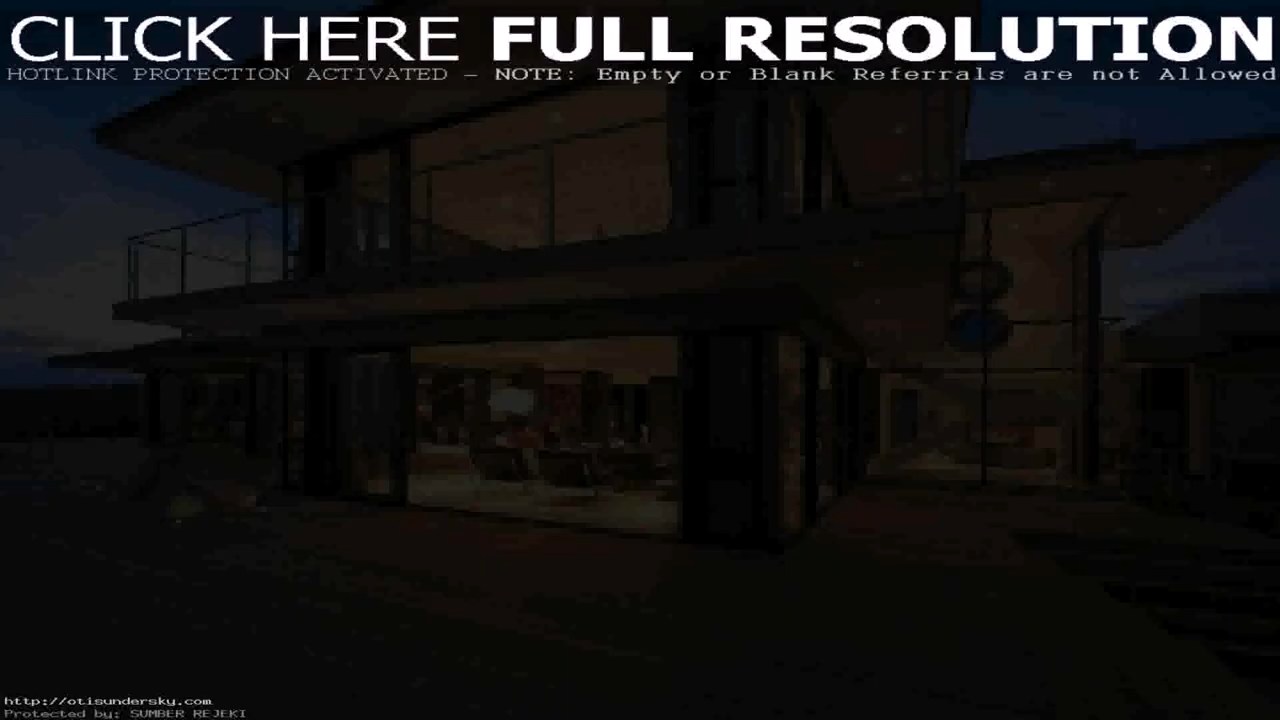 CLICK HERE FULL RESOLUTION
HOTLINK PROTECTION ACTIVATED – NOTE: Empty or Blank Referrals are not Allowed
http://otisundersky.com
Protected by: SUMBER REJEKI